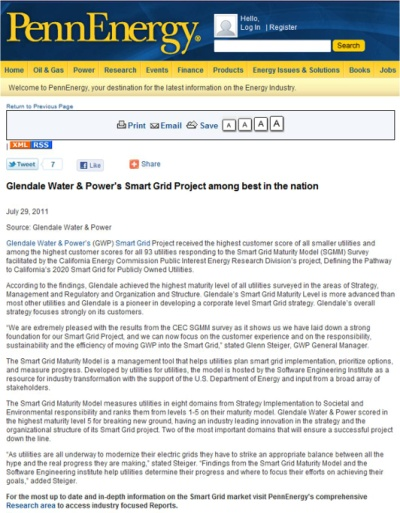 PennEnergy®
Hello,
Log In | Register
Search
Home Oil & Gas Power Research Events Finance Products Energy Issues & Solutions Books Jobs
Welcome to PennEnergy, your destination for the latest information on the Energy Industry.
Return to Previous Page
Print Email Save A A A A
| XML RSS
Tweet 7 Like Share
Glendale Water & Power's Smart Grid Project among best in the nation
July 29, 2011
Source: Glendale Water & Power
Glendale Water & Power's (GWP) Smart Grid Project received the highest customer score of all smaller utilities and
among the highest customer scores for all 93 utilities responding to the Smart Grid Maturity Model (SGMM) Survey
facilitated by the California Energy Commission Public Interest Energy Research Division's project, Defining the Pathway
to California's 2020 Smart Grid for Publicly Owned Utilities.
According to the findings, Glendale achieved the highest maturity level of all utilities surveyed in the areas of Strategy,
Management and Regulatory and Organization and Structure. Glendale's Smart Grid Maturity Level is more advanced than
most other utilities and Glendale is a pioneer in developing a corporate level Smart Grid strategy. Glendale's overall
strategy focuses strongly on its customers.
"We are extremely pleased with the results from the CEC SGMM survey as it shows us we have laid down a strong
foundation for our Smart Grid Project, and we can now focus on the customer experience and on the responsibility,
sustainability and the efficiency of moving GWP into the Smart Grid," stated Glenn Steiger, GWP General Manager.
The Smart Grid Maturity Model is a management tool that helps utilities plan smart grid implementation, prioritize options,
and measure progress. Developed by utilities for utilities, the model is hosted by the Software Engineering Institute as a
resource for industry transformation with the support of the U.S. Department of Energy and input from a broad array of
stakeholders.
The Smart Grid Maturity Model measures utilities in eight domains from Strategy Implementation to Societal and
Environmental responsibility and ranks them from levels 1-5 on their maturity model. Glendale Water & Power scored in
the highest maturity level 5 for breaking new ground, having an industry leading innovation in the strategy and the
organizational structure of its Smart Grid project. Two of the most important domains that will ensure a successful project
down the line.
"As utilities are all underway to modernize their electric grids they have to strike an appropriate balance between all the
hype and the real progress they are making," stated Steiger. "Findings from the Smart Grid Maturity Model and the
Software Engineering institute help utilities determine their progress and where to focus their efforts on achieving their
goals," added Steiger.
For the most up to date and in-depth information on the Smart Grid market visit PennEnergy's comprehensive
Research area to access industry focused Reports.